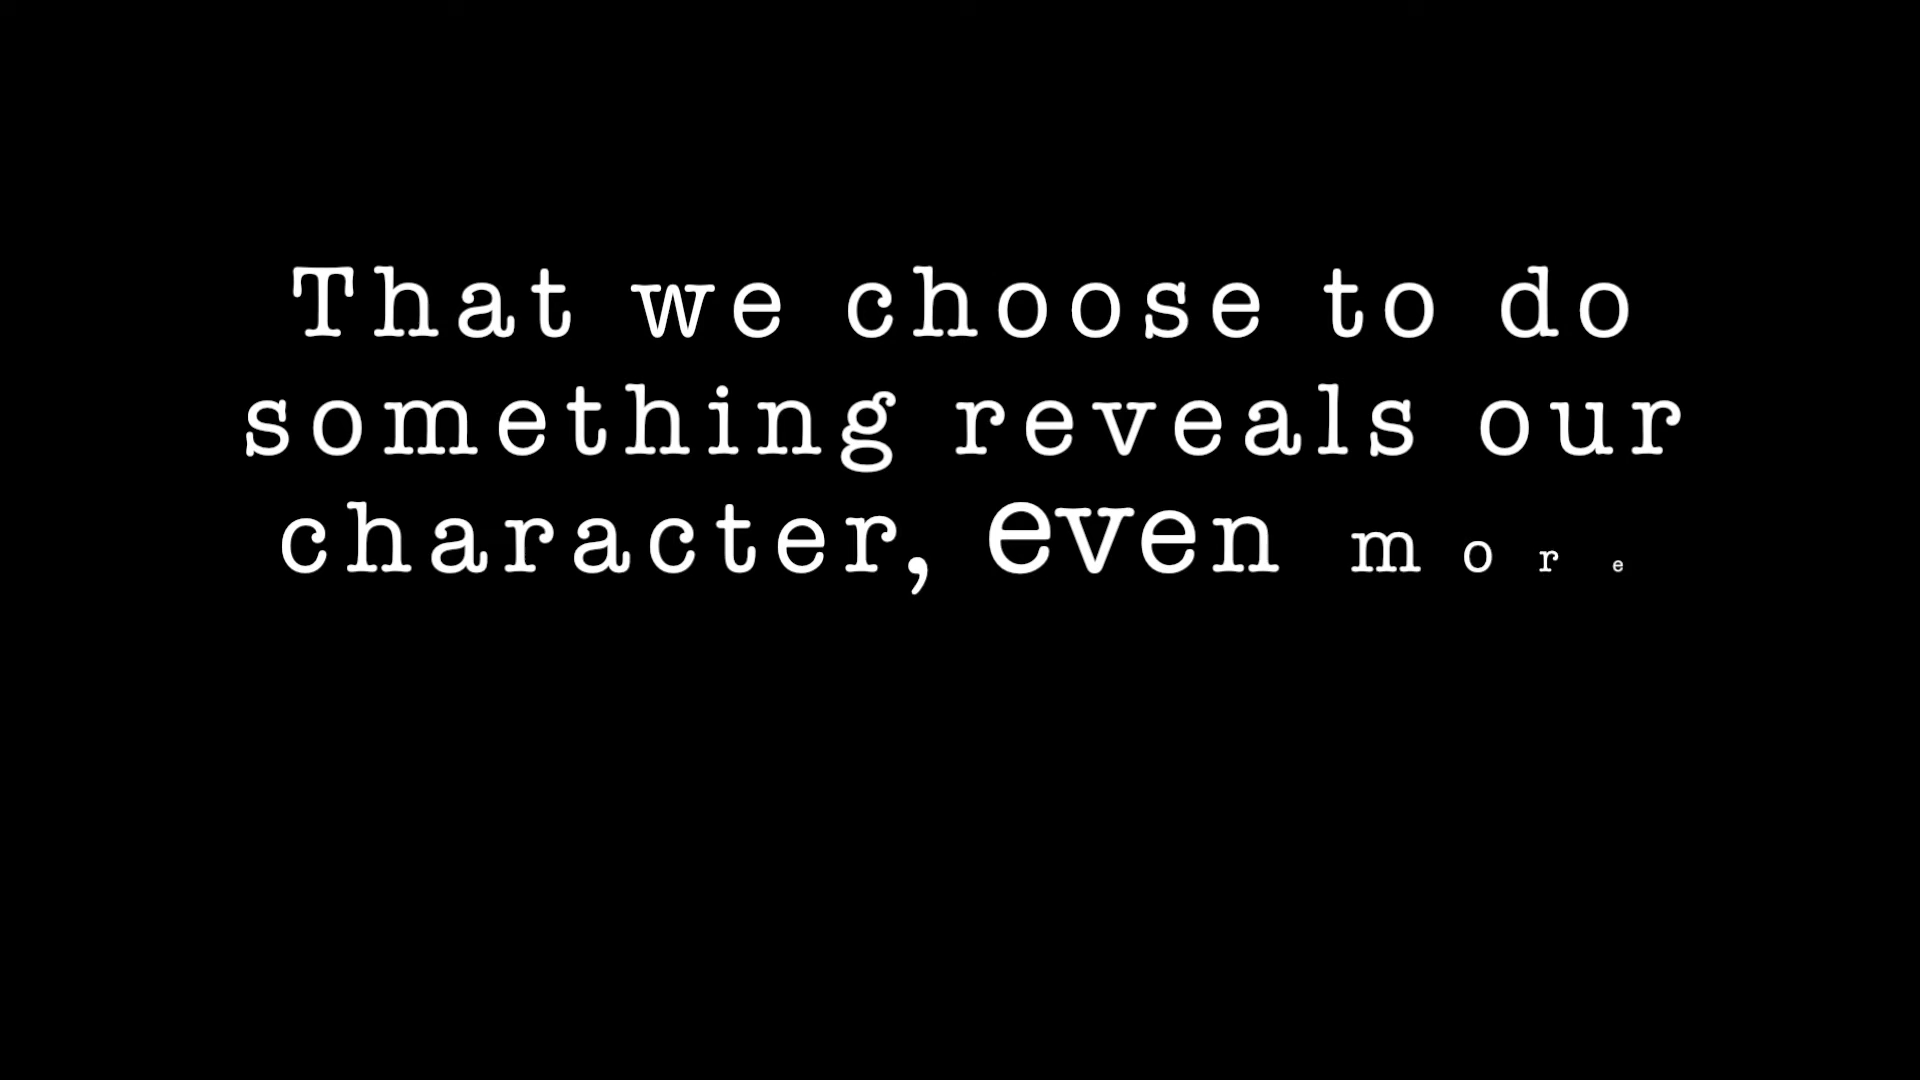 That we choose to do
something reveals our
character, even more